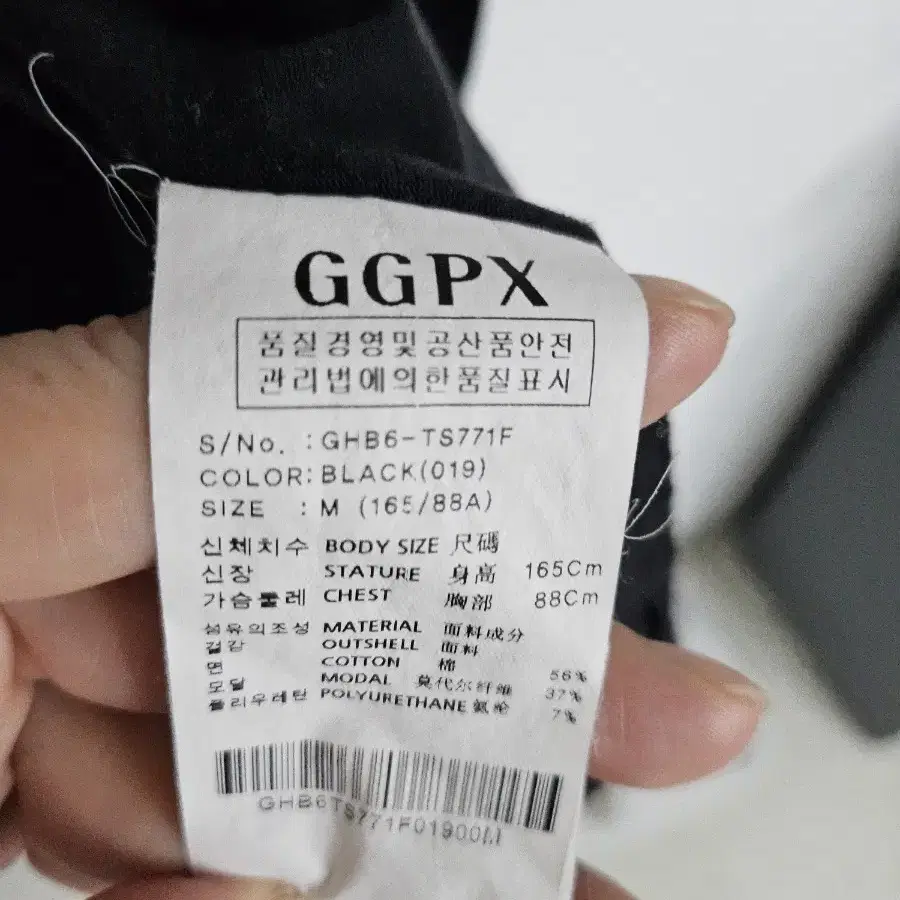 GGPX
품질경영및공산품안전
관리법에의한품질표시
S/No. : GHB6-TS771F
COLOR: BLACK(019)
SIZE : M (165/88A)
신체치수 BODY SIZE 尺碼
신장 STATURE 身高 165Cm
가슴둘레 CHEST 胸部 88Cm
섬유의조성 MATERIAL 面料成分
겉감 OUTSHELL 面料
면 COTTON 棉 56%
모달 MODAL 莫代尔纤维 37%
폴리우레탄 POLYURETHANE 氨纶 7%
GHB6TS771F01900M